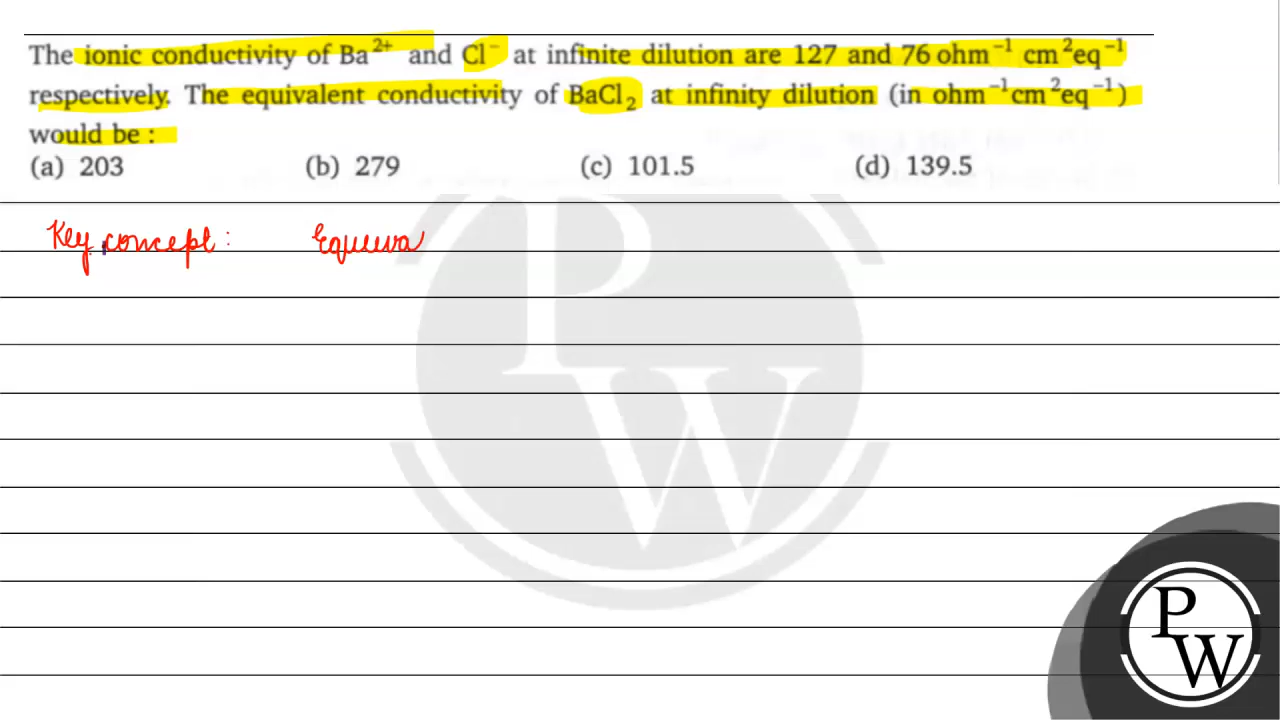 The ionic conductivity of Ba²⁺ and Cl⁻ at infinite dilution are 127 and 76 ohm⁻¹ cm²eq⁻¹
respectively. The equivalent conductivity of BaCl₂ at infinity dilution (in ohm⁻¹cm²eq⁻¹)
would be :
(a) 203 (b) 279 (c) 101.5 (d) 139.5
Key concept : Equiva
PW
PW